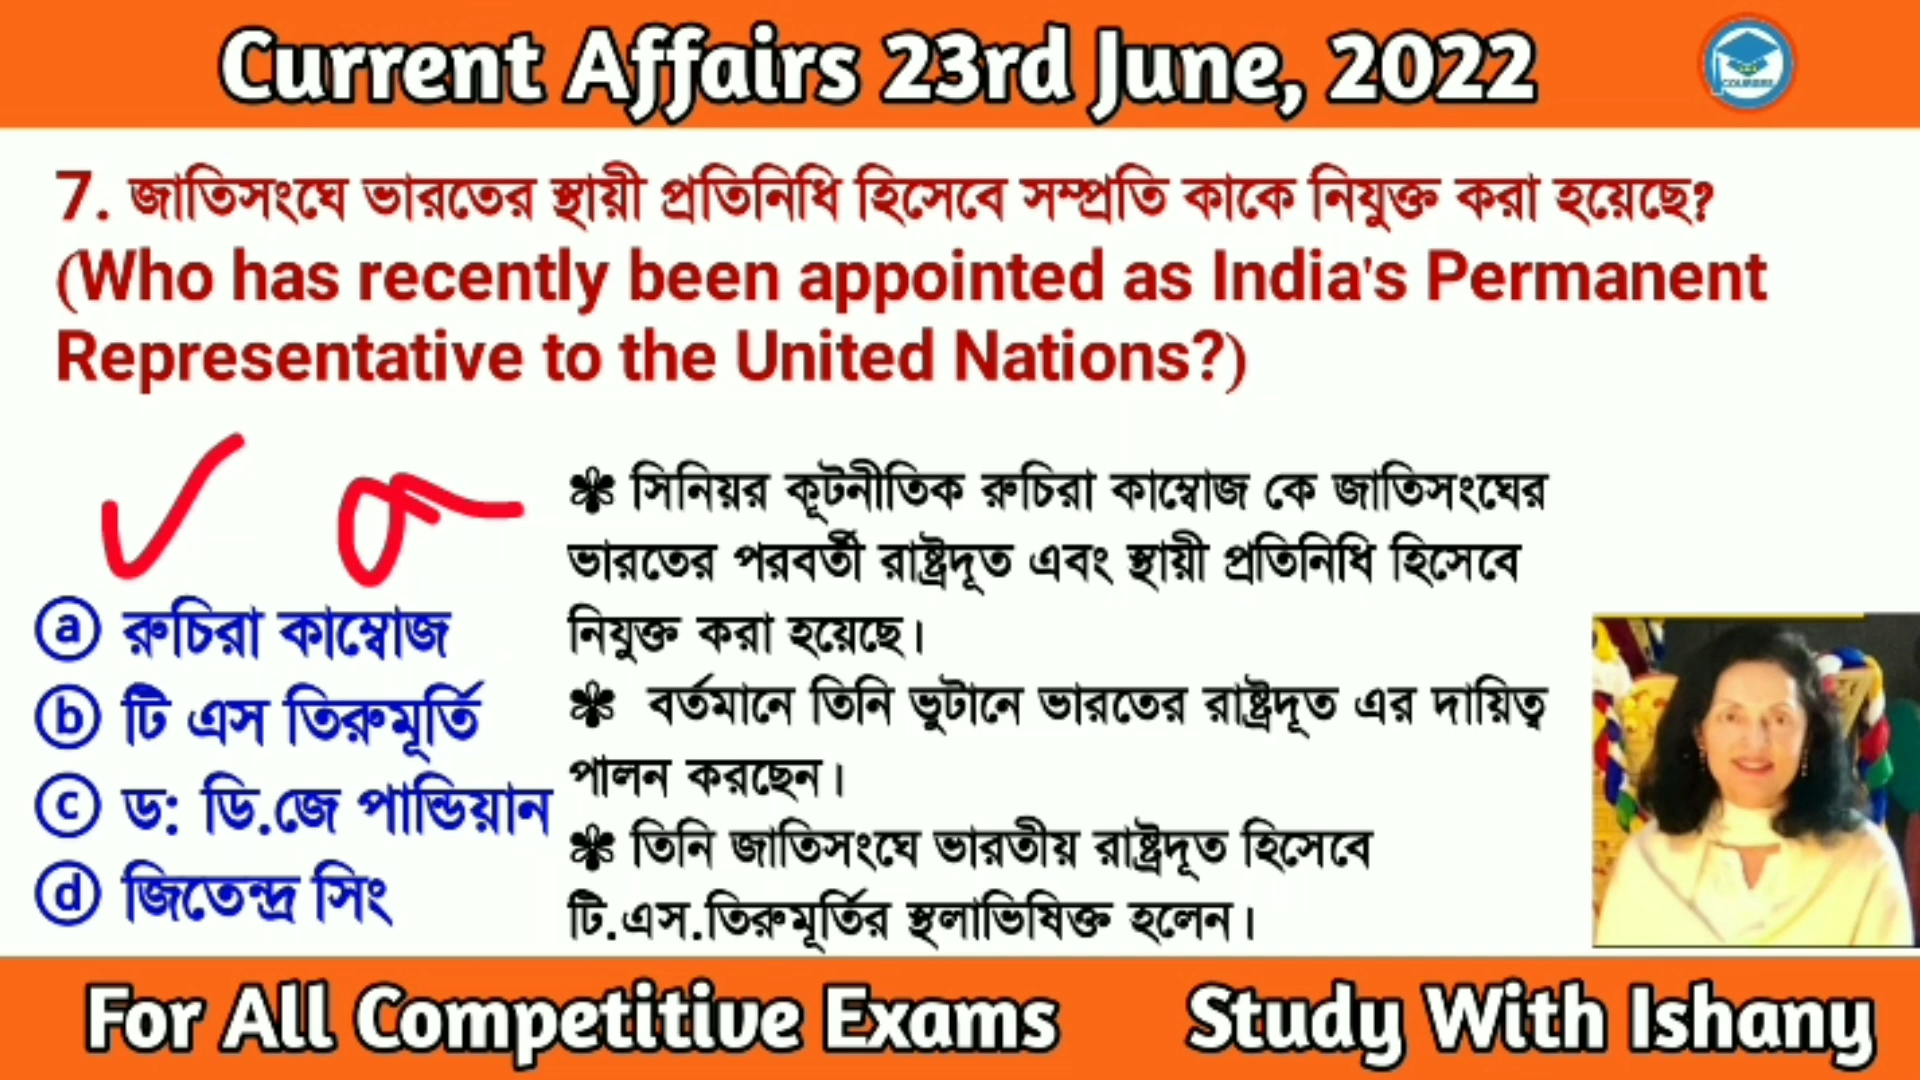 Current Affairs 23rd June, 2022
7. জাতিসংঘে ভারতের স্থায়ী প্রতিনিধি হিসেবে সম্প্রতি কাকে নিযুক্ত করা হয়েছে?
(Who has recently been appointed as India's Permanent
Representative to the United Nations?)
ⓐ রুচিরা কাম্বোজ
ⓑ টি এস তিরুমূর্তি
ⓒ ড: ডি.জে পান্ডিয়ান
ⓓ জিতেন্দ্র সিং
✾ সিনিয়র কূটনীতিক রুচিরা কাম্বোজ কে জাতিসংঘের
ভারতের পরবর্তী রাষ্ট্রদূত এবং স্থায়ী প্রতিনিধি হিসেবে
নিযুক্ত করা হয়েছে।
✾ বর্তমানে তিনি ভুটানে ভারতের রাষ্ট্রদূত এর দায়িত্ব
পালন করছেন।
✾ তিনি জাতিসংঘে ভারতীয় রাষ্ট্রদূত হিসেবে
টি.এস.তিরুমূর্তির স্থলাভিষিক্ত হলেন।
For All Competitive Exams Study With Ishany